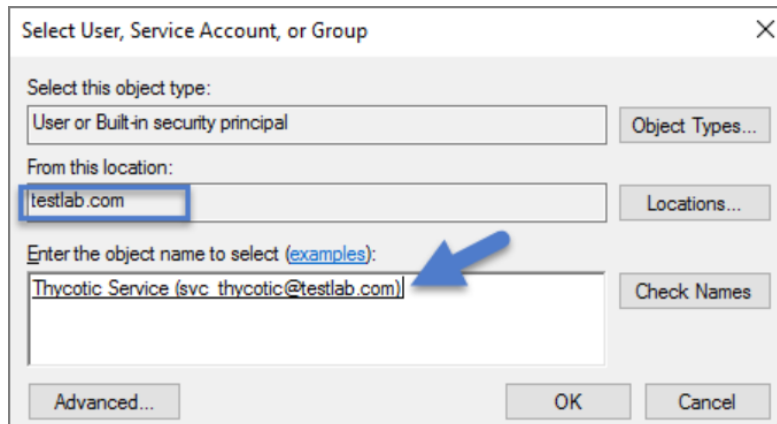 Select User, Service Account, or Group
Select this object type:
User or Built-in security principal
Object Types...
From this location:
testlab.com
Locations...
Enter the object name to select (examples):
Thycotic Service (svc_thycotic@testlab.com)
Check Names
Advanced...
OK
Cancel